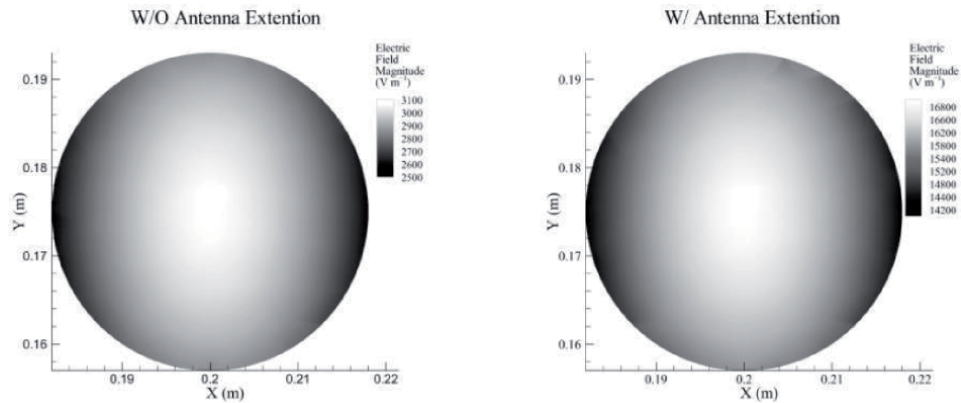 W/O Antenna Extention
Electric
Field
Magnitude
(V m⁻¹)
3100
3000
2900
2800
2700
2600
2500
0.19
0.18
0.17
0.16
Y (m)
0.19 0.2 0.21 0.22
X (m)
W/ Antenna Extention
Electric
Field
Magnitude
(V m⁻¹)
16800
16600
16200
15800
15400
15200
14800
14400
14200
0.19
0.18
0.17
0.16
Y (m)
0.19 0.2 0.21 0.22
X (m)